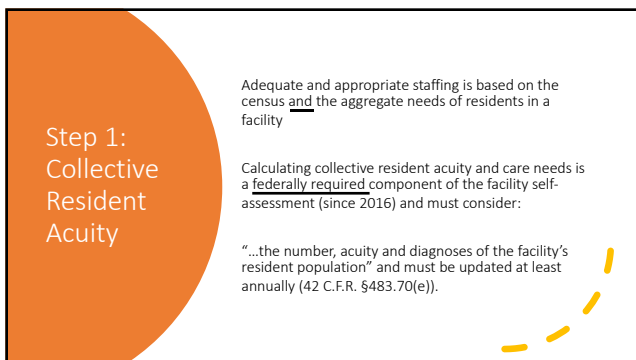 Step 1:
Collective
Resident
Acuity
Adequate and appropriate staffing is based on the
census and the aggregate needs of residents in a
facility
Calculating collective resident acuity and care needs is
a federally required component of the facility self-
assessment (since 2016) and must consider:
“…the number, acuity and diagnoses of the facility’s
resident population” and must be updated at least
annually (42 C.F.R. §483.70(e)).